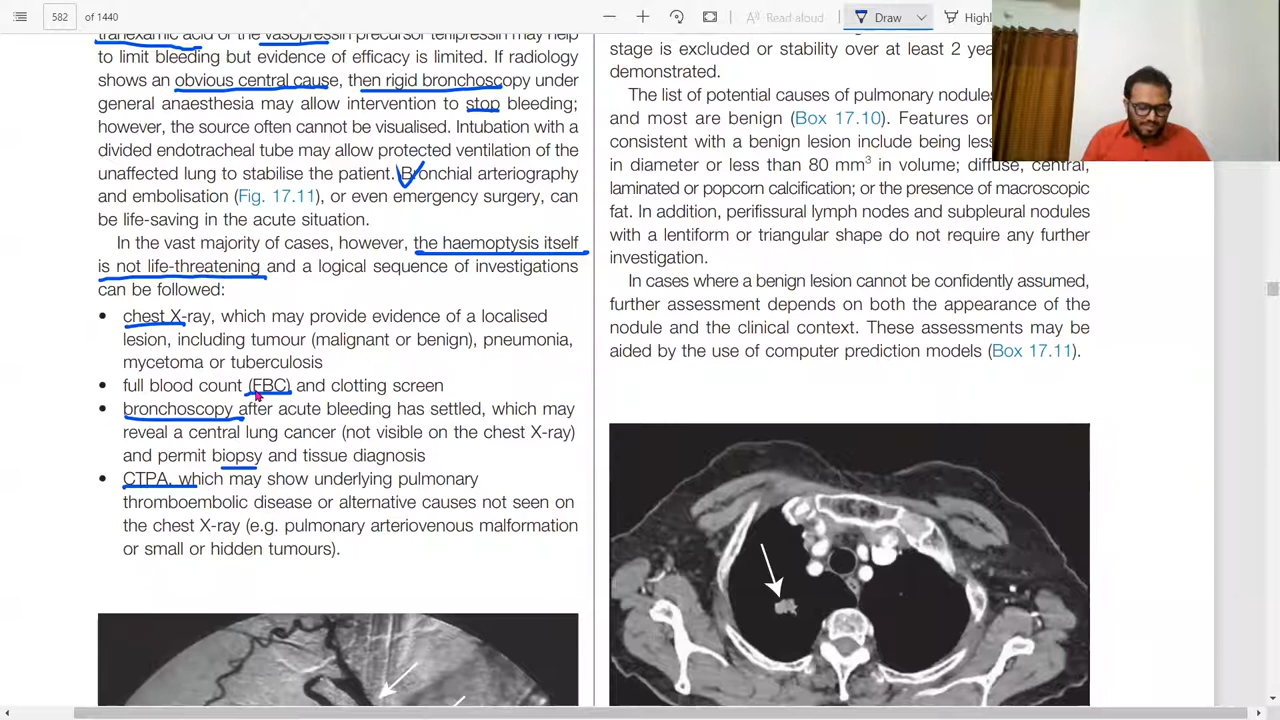 582 of 1440
Read aloud
Draw
Highl
tranexamic acid or the vasopressin precursor terlipressin may help
to limit bleeding but evidence of efficacy is limited. If radiology
shows an obvious central cause, then rigid bronchoscopy under
general anaesthesia may allow intervention to stop bleeding;
however, the source often cannot be visualised. Intubation with a
divided endotracheal tube may allow protected ventilation of the
unaffected lung to stabilise the patient. Bronchial arteriography
and embolisation (Fig. 17.11), or even emergency surgery, can
be life-saving in the acute situation.
In the vast majority of cases, however, the haemoptysis itself
is not life-threatening and a logical sequence of investigations
can be followed:
• chest X-ray, which may provide evidence of a localised
lesion, including tumour (malignant or benign), pneumonia,
mycetoma or tuberculosis
• full blood count (FBC) and clotting screen
• bronchoscopy after acute bleeding has settled, which may
reveal a central lung cancer (not visible on the chest X-ray)
and permit biopsy and tissue diagnosis
• CTPA, which may show underlying pulmonary
thromboembolic disease or alternative causes not seen on
the chest X-ray (e.g. pulmonary arteriovenous malformation
or small or hidden tumours).
stage is excluded or stability over at least 2 yea
demonstrated.
The list of potential causes of pulmonary nodules
and most are benign (Box 17.10). Features or
consistent with a benign lesion include being les
in diameter or less than 80 mm³ in volume; diffuse, central,
laminated or popcorn calcification; or the presence of macroscopic
fat. In addition, perifissural lymph nodes and subpleural nodules
with a lentiform or triangular shape do not require any further
investigation.
In cases where a benign lesion cannot be confidently assumed,
further assessment depends on both the appearance of the
nodule and the clinical context. These assessments may be
aided by the use of computer prediction models (Box 17.11).